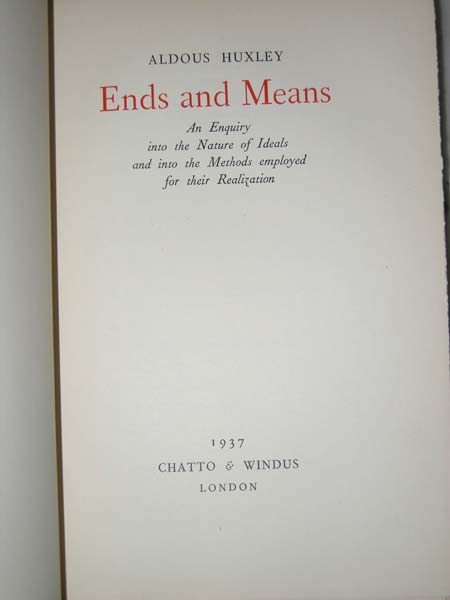 ALDOUS HUXLEY
Ends and Means
An Enquiry
into the Nature of Ideals
and into the Methods employed
for their Realization
1937
CHATTO & WINDUS
LONDON